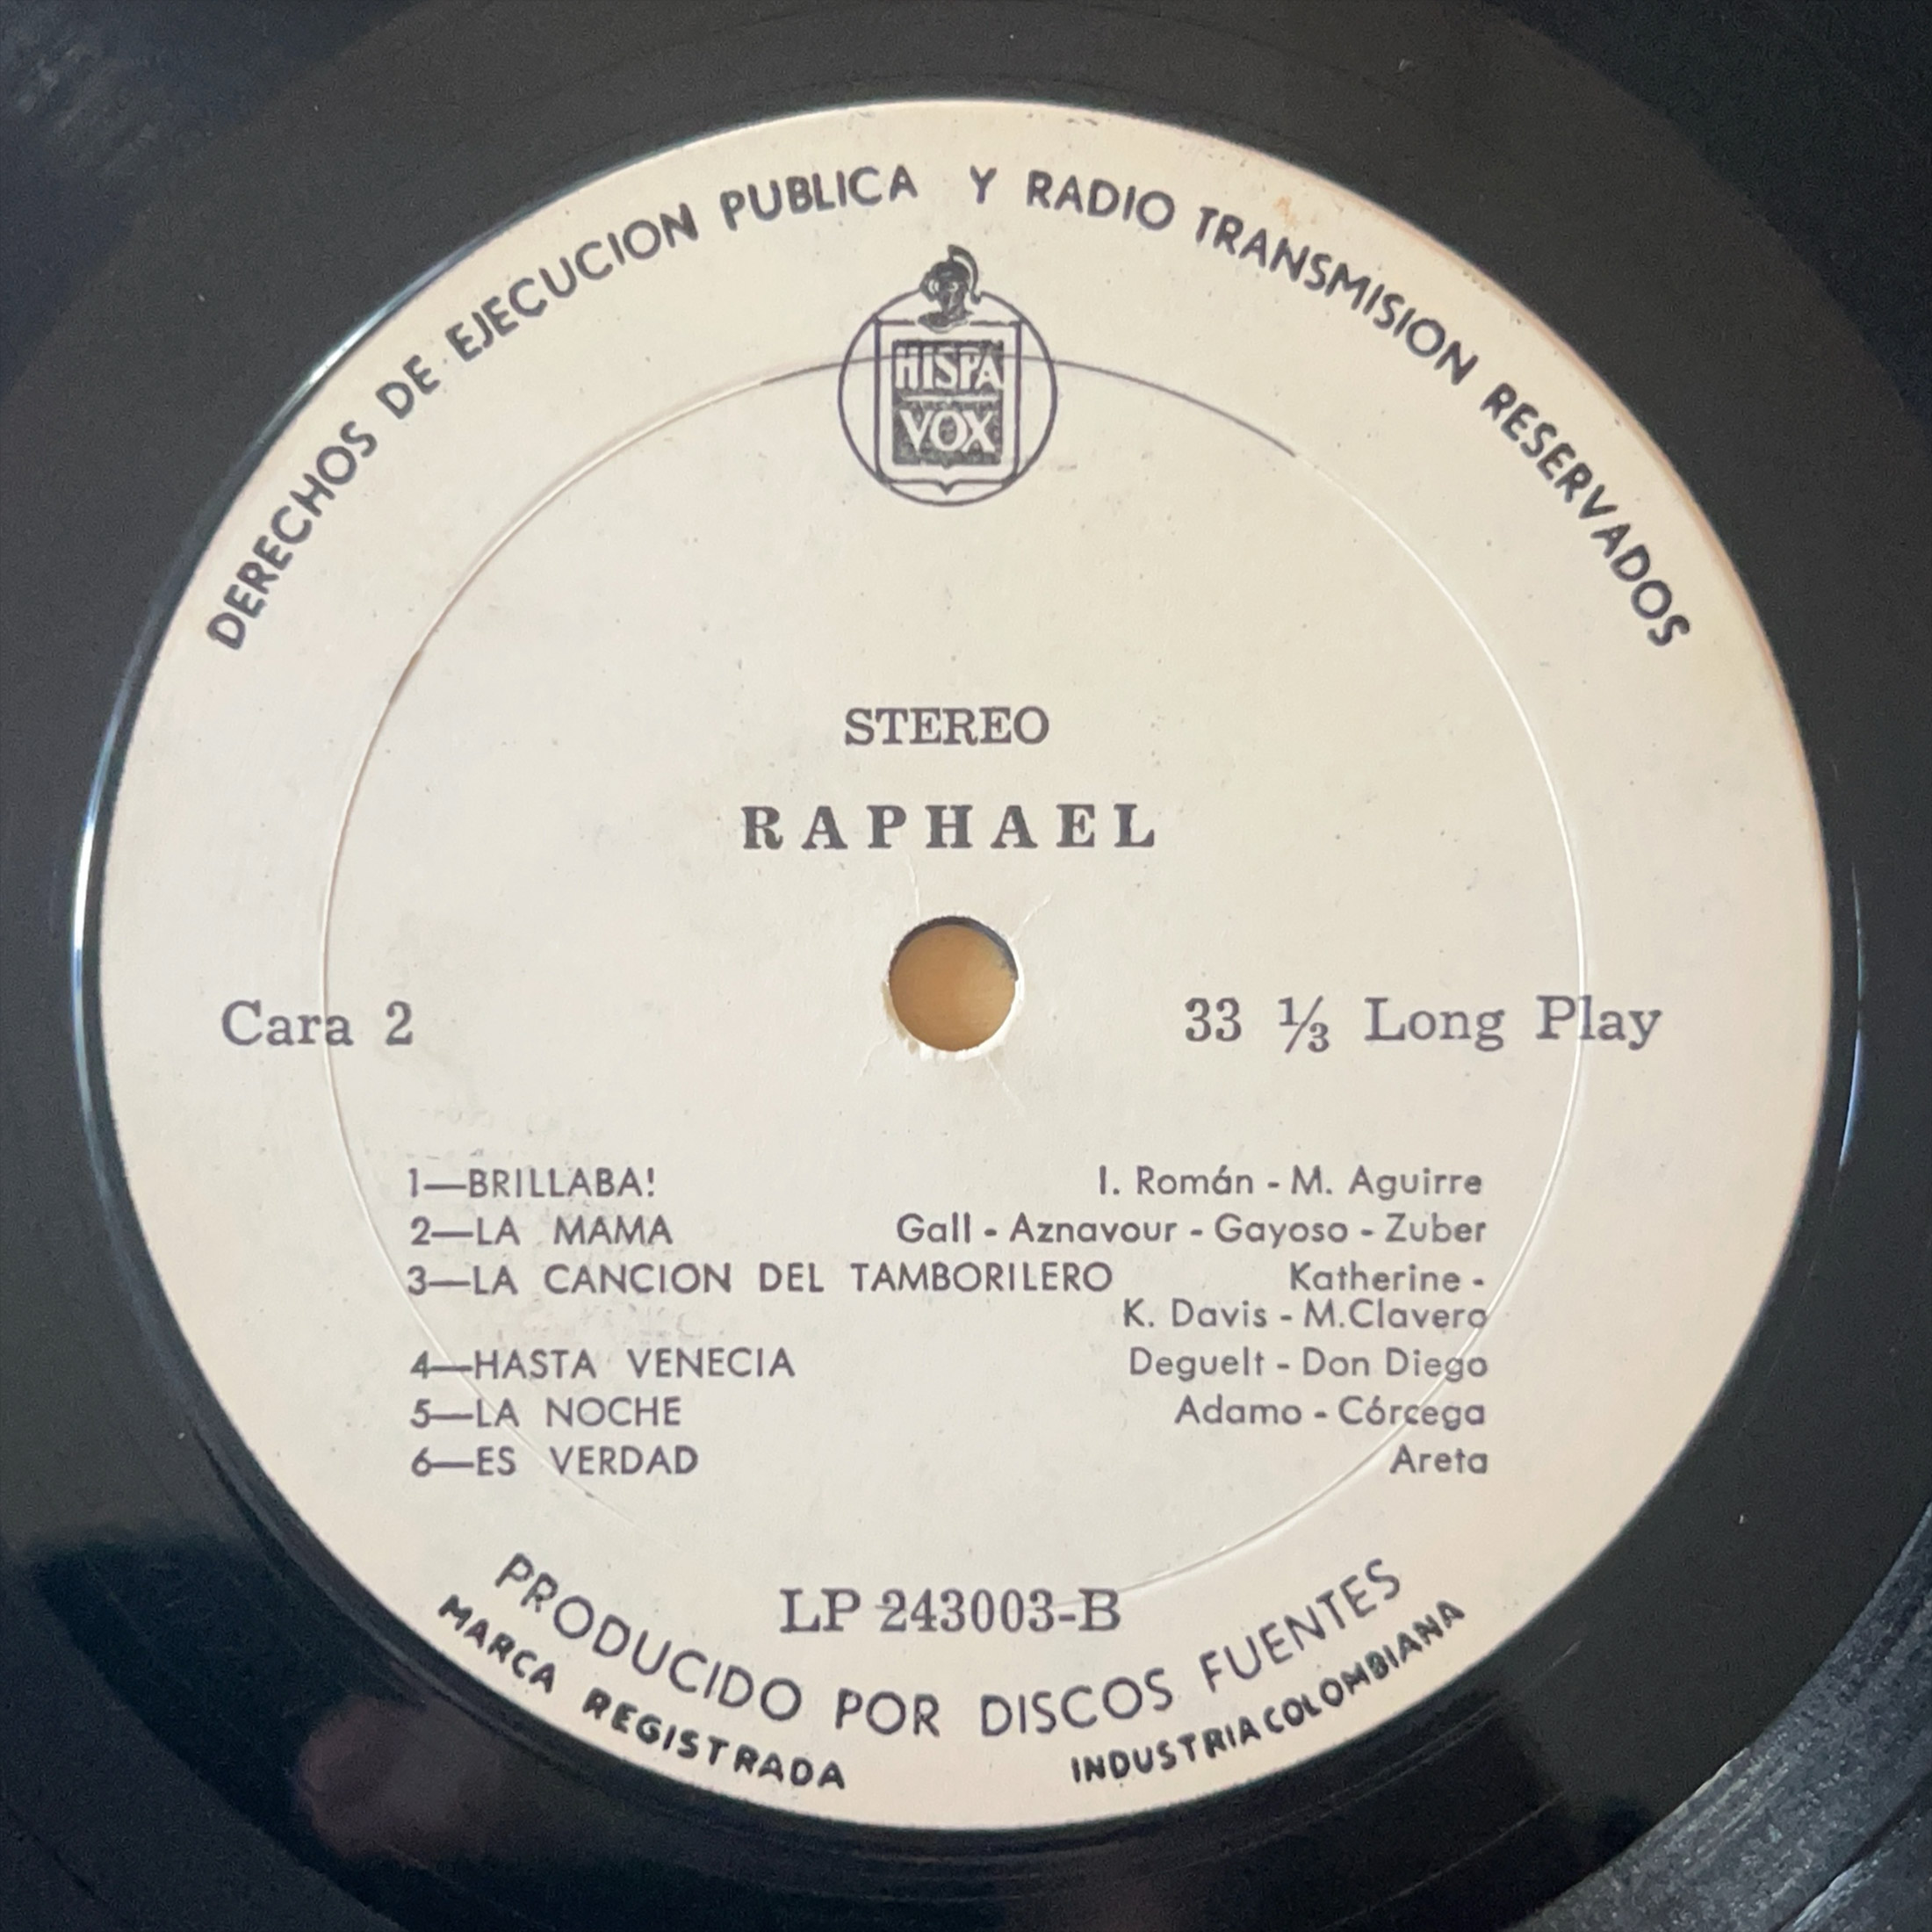 DERECHOS DE EJECUCION PUBLICA Y RADIO TRANSMISION RESERVADOS
HISPA
VOX
STEREO
RAPHAEL
Cara 2
33 ⅓ Long Play
1—BRILLABA! I. Román - M. Aguirre
2—LA MAMA Gall - Aznavour - Gayoso - Zuber
3—LA CANCION DEL TAMBORILERO Katherine -
K. Davis - M.Clavero
4—HASTA VENECIA Deguelt - Don Diego
5—LA NOCHE Adamo - Córcega
6—ES VERDAD Areta
LP 243003-B
PRODUCIDO POR DISCOS FUENTES
MARCA REGISTRADA
INDUSTRIA COLOMBIANA